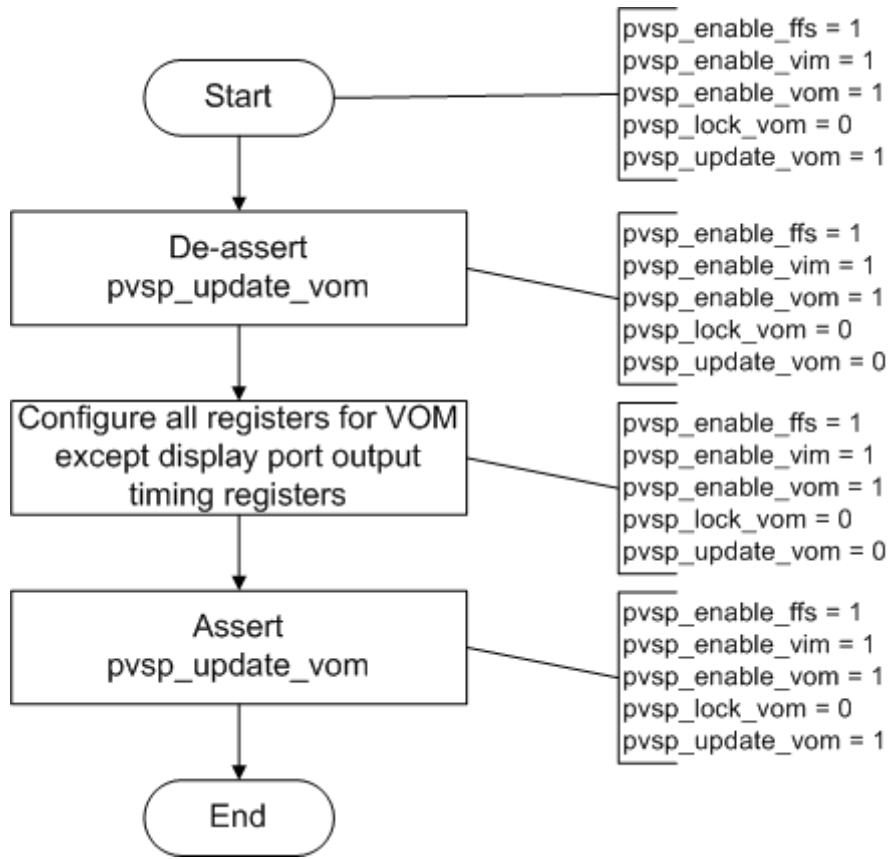 Start
pvsp_enable_ffs = 1
pvsp_enable_vim = 1
pvsp_enable_vom = 1
pvsp_lock_vom = 0
pvsp_update_vom = 1
De-assert
pvsp_update_vom
pvsp_enable_ffs = 1
pvsp_enable_vim = 1
pvsp_enable_vom = 1
pvsp_lock_vom = 0
pvsp_update_vom = 0
Configure all registers for VOM
except display port output
timing registers
pvsp_enable_ffs = 1
pvsp_enable_vim = 1
pvsp_enable_vom = 1
pvsp_lock_vom = 0
pvsp_update_vom = 0
Assert
pvsp_update_vom
pvsp_enable_ffs = 1
pvsp_enable_vim = 1
pvsp_enable_vom = 1
pvsp_lock_vom = 0
pvsp_update_vom = 1
End